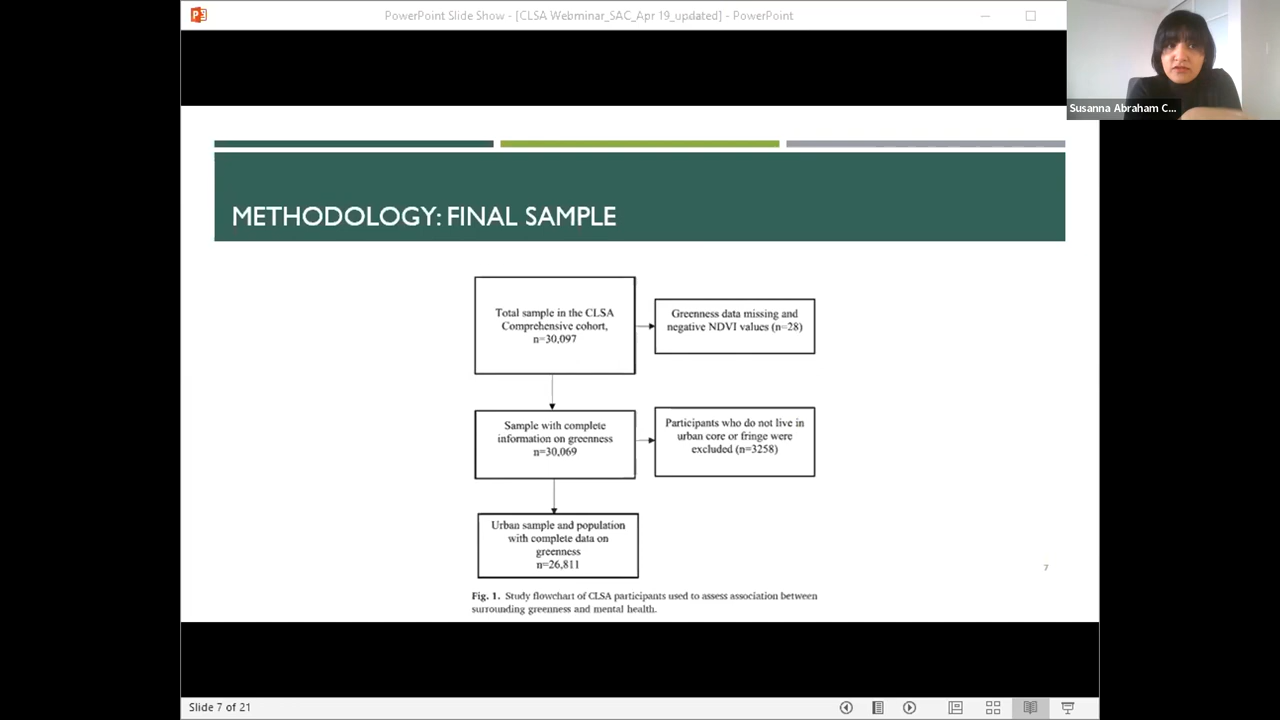 PowerPoint Slide Show - [CLSA Webminar_SAC_Apr 19_updated] - PowerPoint
Susanna Abraham C...
METHODOLOGY: FINAL SAMPLE
Total sample in the CLSA
Comprehensive cohort,
n=30,097
Greenness data missing and
negative NDVI values (n=28)
Sample with complete
information on greenness
n=30,069
Participants who do not live in
urban core or fringe were
excluded (n=3258)
Urban sample and population
with complete data on
greenness
n=26,811
7
Fig. 1. Study flowchart of CLSA participants used to assess association between
surrounding greenness and mental health.
Slide 7 of 21